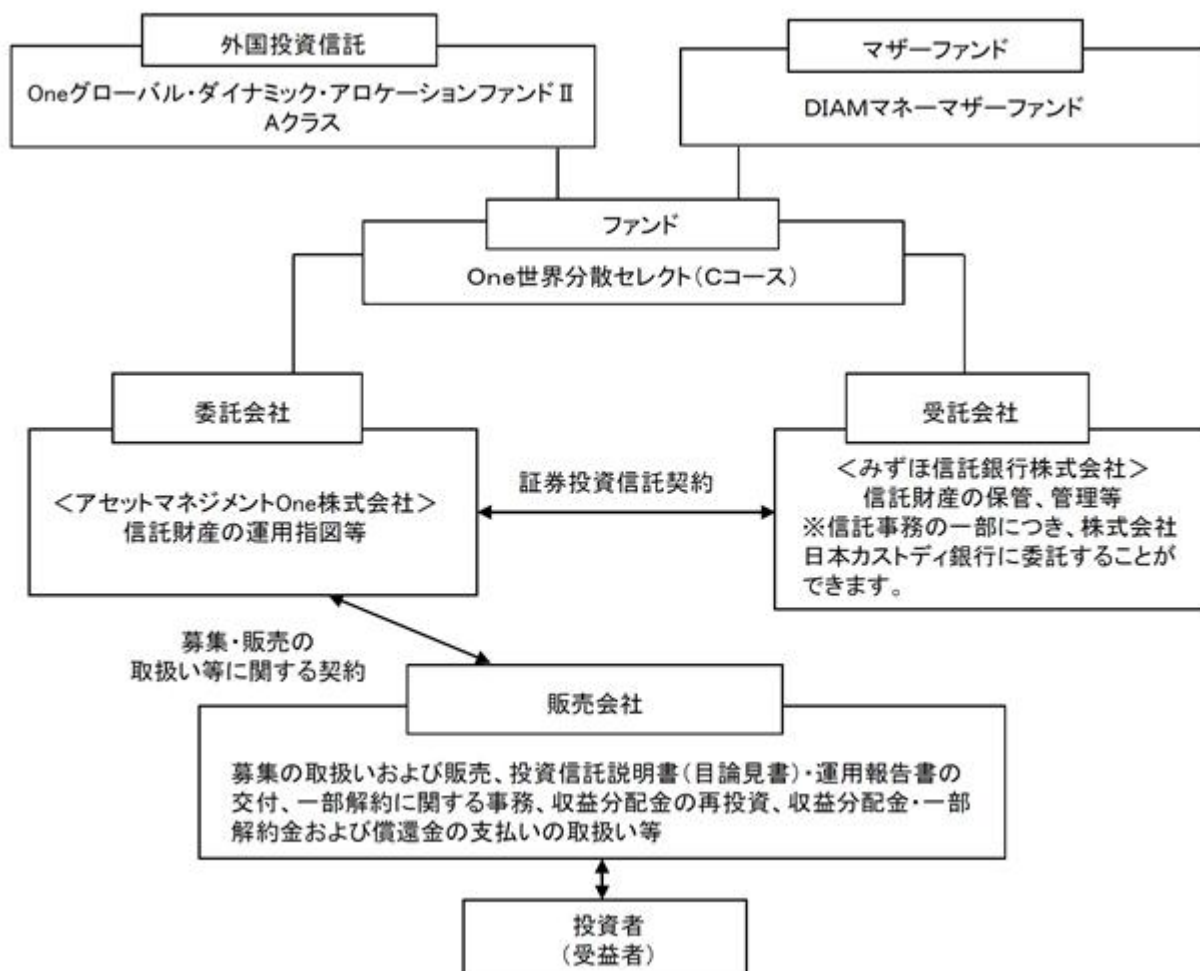 外国投資信託
Oneグローバル・ダイナミック・アロケーションファンドⅡ
Aクラス
マザーファンド
DIAMマネーマザーファンド
ファンド
One世界分散セレクト(Cコース)
委託会社
<アセットマネジメントOne株式会社>
信託財産の運用指図等
証券投資信託契約
受託会社
<みずほ信託銀行株式会社>
信託財産の保管、管理等
※信託事務の一部につき、株式会社
日本カストディ銀行に委託することが
できます。
募集・販売の
取扱い等に関する契約
販売会社
募集の取扱いおよび販売、投資信託説明書(目論見書)・運用報告書の
交付、一部解約に関する事務、収益分配金の再投資、収益分配金・一部
解約金および償還金の支払いの取扱い等
投資者
(受益者)